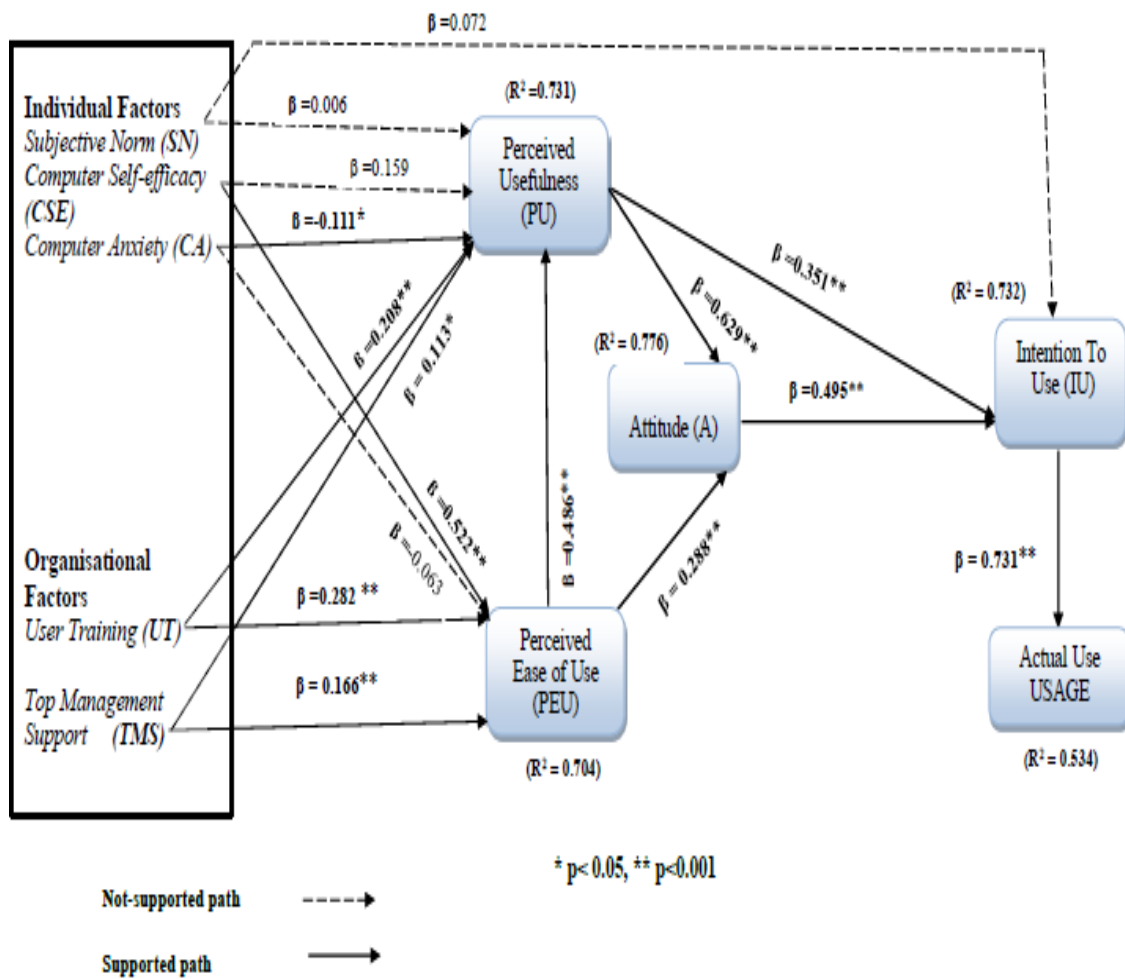 β =0.072
Individual Factors
Subjective Norm (SN)
Computer Self-efficacy
(CSE)
Computer Anxiety (CA)
Organisational
Factors
User Training (UT)
Top Management
Support (TMS)
β =0.006
β =0.159
β =-0.111*
β =0.208**
β = 0.113*
β =0.522**
β =-0.063
β =0.282 **
β = 0.166**
(R² =0.731)
Perceived
Usefulness
(PU)
β =0.486**
Perceived
Ease of Use
(PEU)
(R² = 0.704)
β =0.351**
β =0.629**
(R² = 0.776)
Attitude (A)
β =0.495**
β = 0.288**
(R² = 0.732)
Intention To
Use (IU)
β = 0.731**
Actual Use
USAGE
(R² = 0.534)
* p< 0.05, ** p<0.001
Not-supported path
Supported path